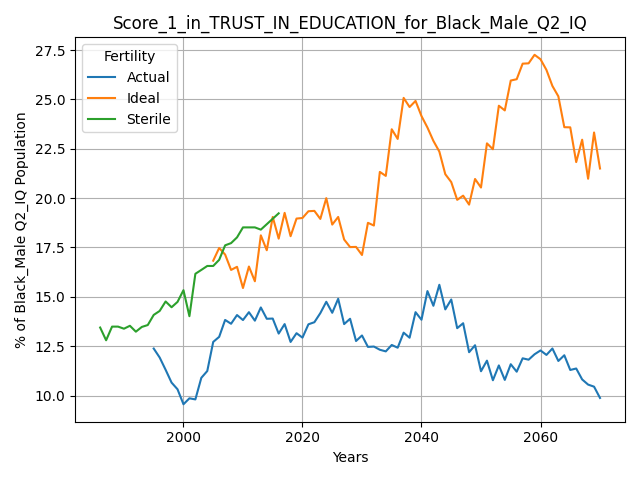 Score_1_in_TRUST_IN_EDUCATION_for_Black_Male_Q2_IQ
Fertility
Actual
Ideal
Sterile
% of Black_Male Q2_IQ Population
27.5
25.0
22.5
20.0
17.5
15.0
12.5
10.0
2000
2020
2040
2060
Years